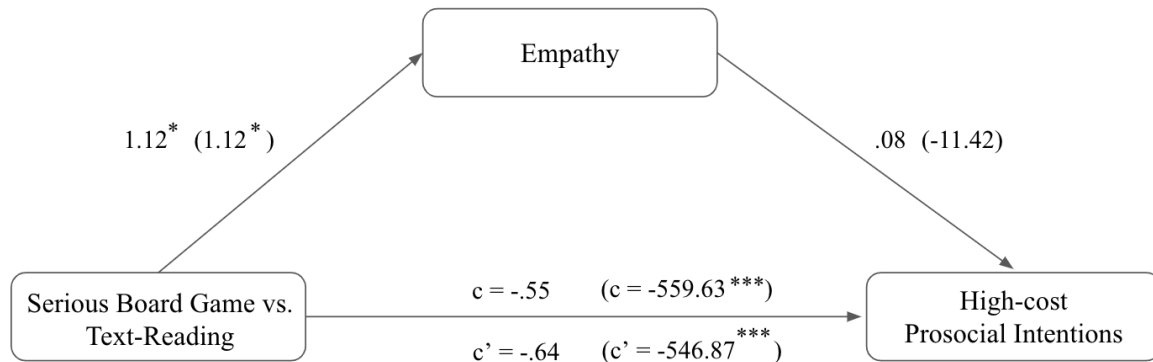 Empathy
1.12* (1.12*)
.08 (-11.42)
Serious Board Game vs.
Text-Reading
c = -.55 (c = -559.63***)
c’ = -.64 (c’ = -546.87***)
High-cost
Prosocial Intentions